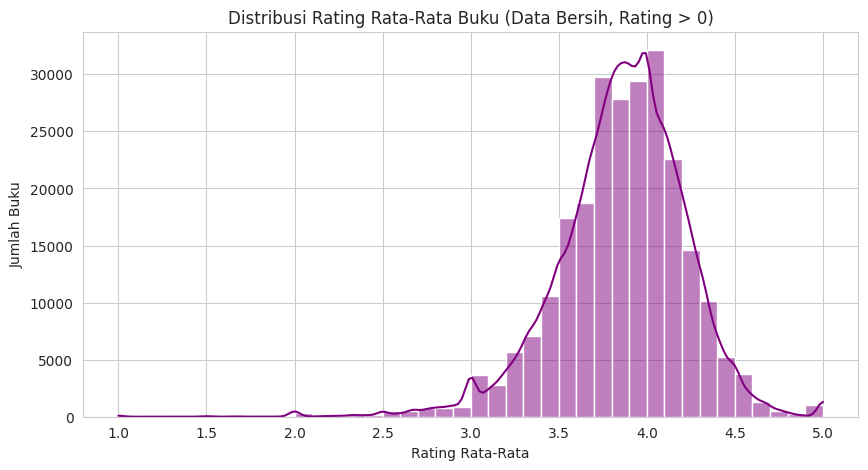 Distribusi Rating Rata-Rata Buku (Data Bersih, Rating > 0)
Jumlah Buku
30000
25000
20000
15000
10000
5000
0
1.0 1.5 2.0 2.5 3.0 3.5 4.0 4.5 5.0
Rating Rata-Rata